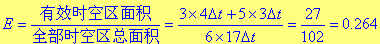 E = 有效时空区面积 / 全部时空区总面积 = (3×4Δt + 5×3Δt) / (6×17Δt) = 27 / 102 = 0.264